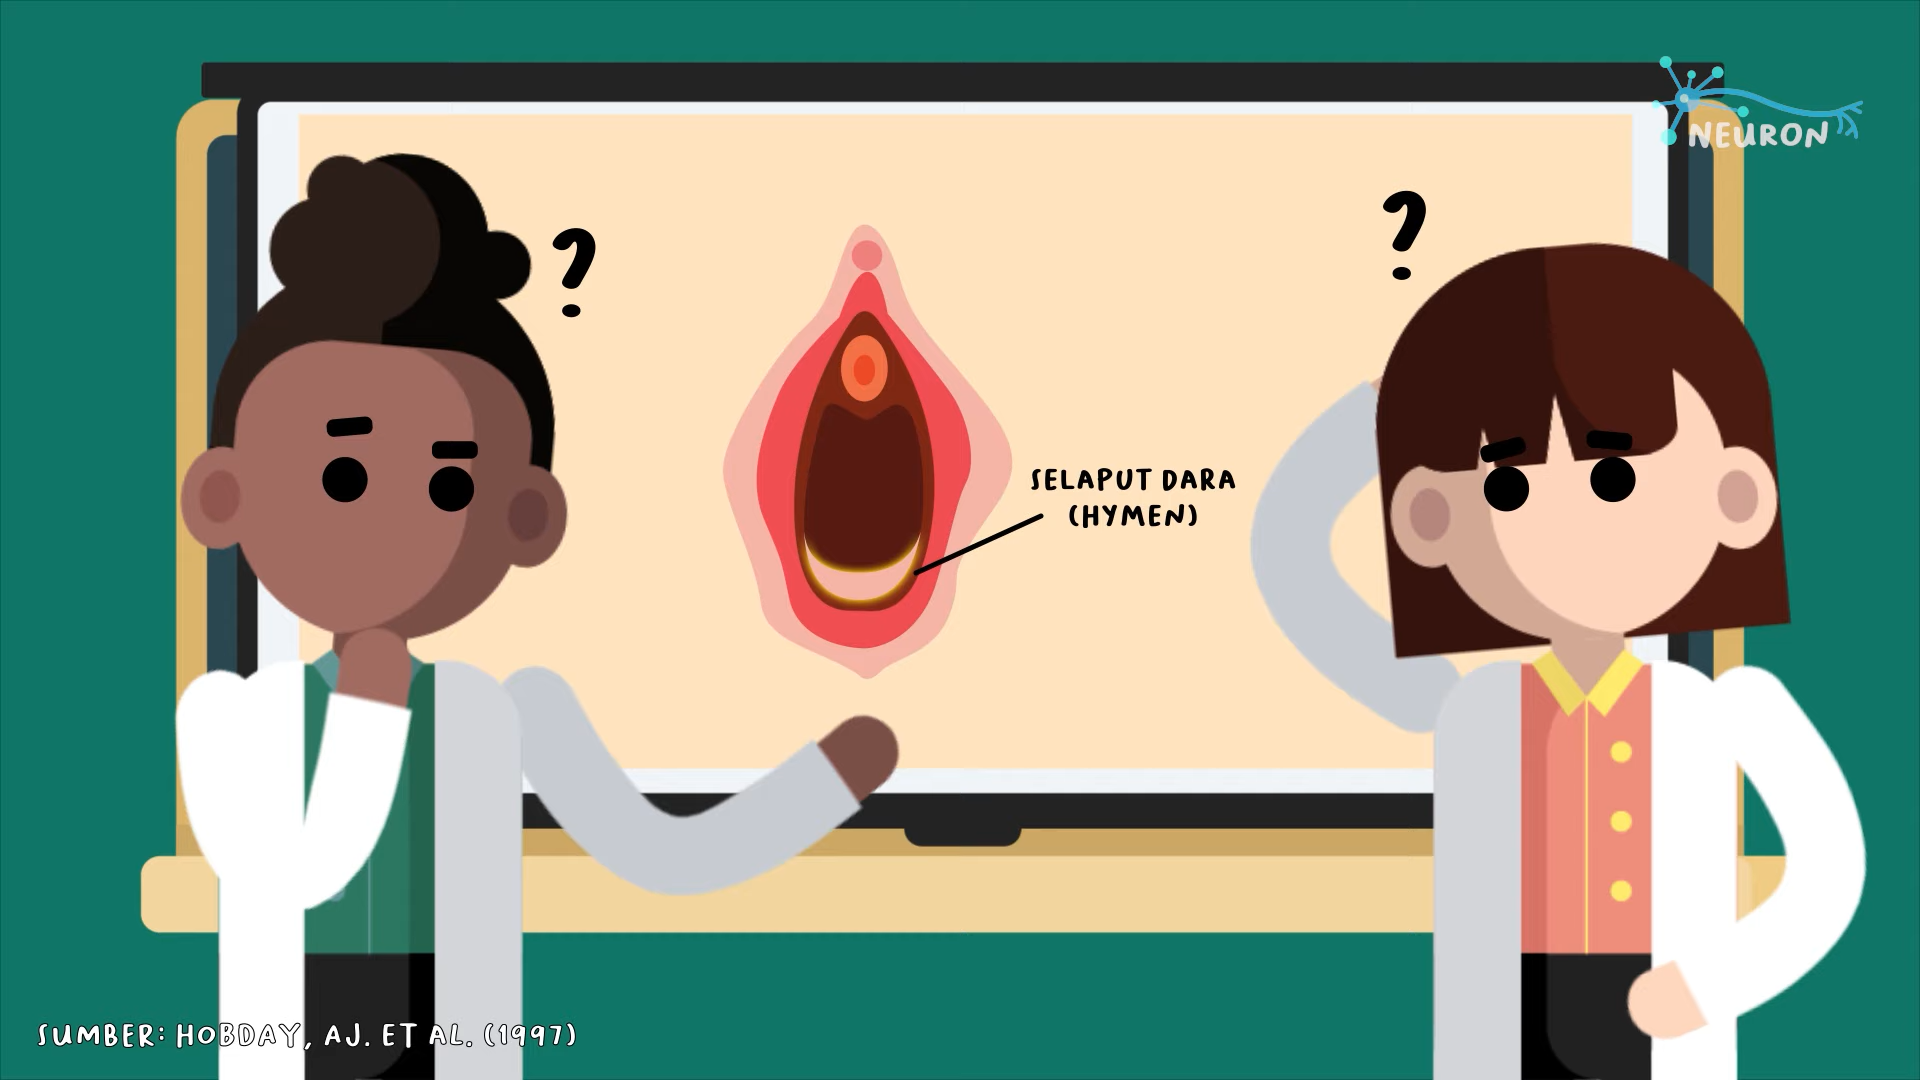 NEURON
?
?
SELAPUT DARA
(HYMEN)
SUMBER: HOBDAY, AJ. ET AL. (1997)